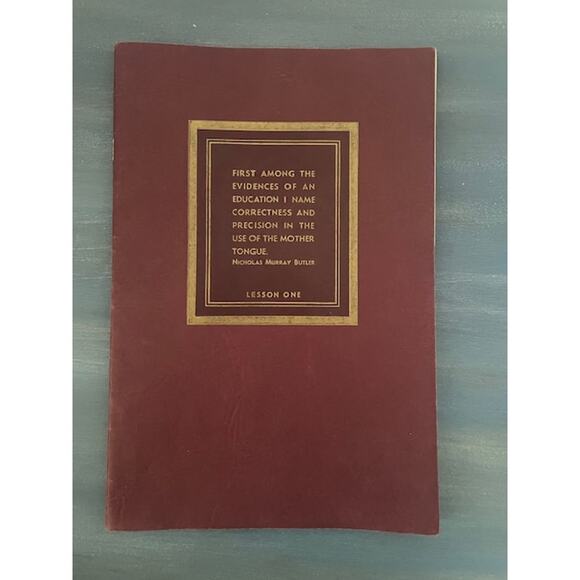 FIRST AMONG THE
EVIDENCES OF AN
EDUCATION I NAME
CORRECTNESS AND
PRECISION IN THE
USE OF THE MOTHER
TONGUE.
NICHOLAS MURRAY BUTLER
LESSON ONE